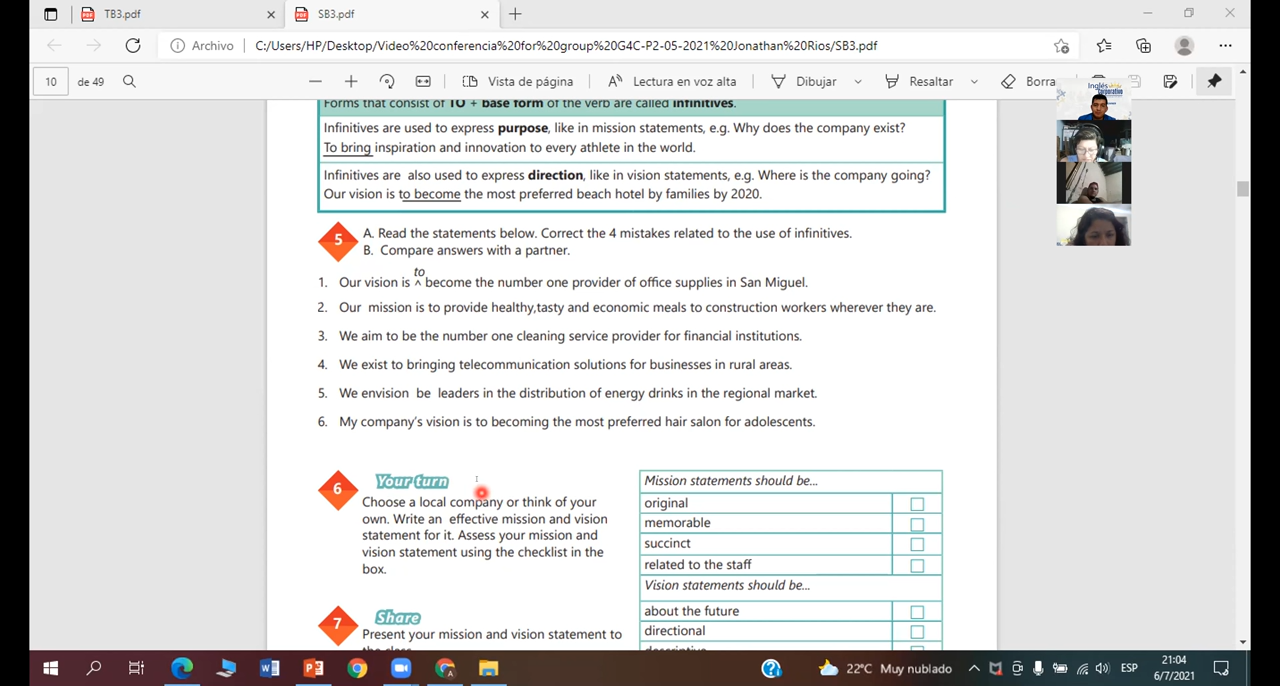 TB3.pdf
SB3.pdf
Archivo
C:/Users/HP/Desktop/Video%20conferencia%20for%20group%20G4C-P2-05-2021%20Jonathan%20Rios/SB3.pdf
10 de 49
Vista de página
Lectura en voz alta
Dibujar
Resaltar
Borra
Inglés
Corporativo
Forms that consist of TO + base form of the verb are called infinitives.
Infinitives are used to express purpose, like in mission statements, e.g. Why does the company exist?
To bring inspiration and innovation to every athlete in the world.
Infinitives are also used to express direction, like in vision statements, e.g. Where is the company going?
Our vision is to become the most preferred beach hotel by families by 2020.
5
A. Read the statements below. Correct the 4 mistakes related to the use of infinitives.
B. Compare answers with a partner.
to
1. Our vision is ^ become the number one provider of office supplies in San Miguel.
2. Our mission is to provide healthy,tasty and economic meals to construction workers wherever they are.
3. We aim to be the number one cleaning service provider for financial institutions.
4. We exist to bringing telecommunication solutions for businesses in rural areas.
5. We envision be leaders in the distribution of energy drinks in the regional market.
6. My company's vision is to becoming the most preferred hair salon for adolescents.
6
Your turn
Choose a local company or think of your
own. Write an effective mission and vision
statement for it. Assess your mission and
vision statement using the checklist in the
box.
Mission statements should be...
original
memorable
succinct
related to the staff
Vision statements should be...
about the future
directional
descriptive
7
Share
Present your mission and vision statement to
the class.
22°C Muy nublado
ESP
21:04
6/7/2021